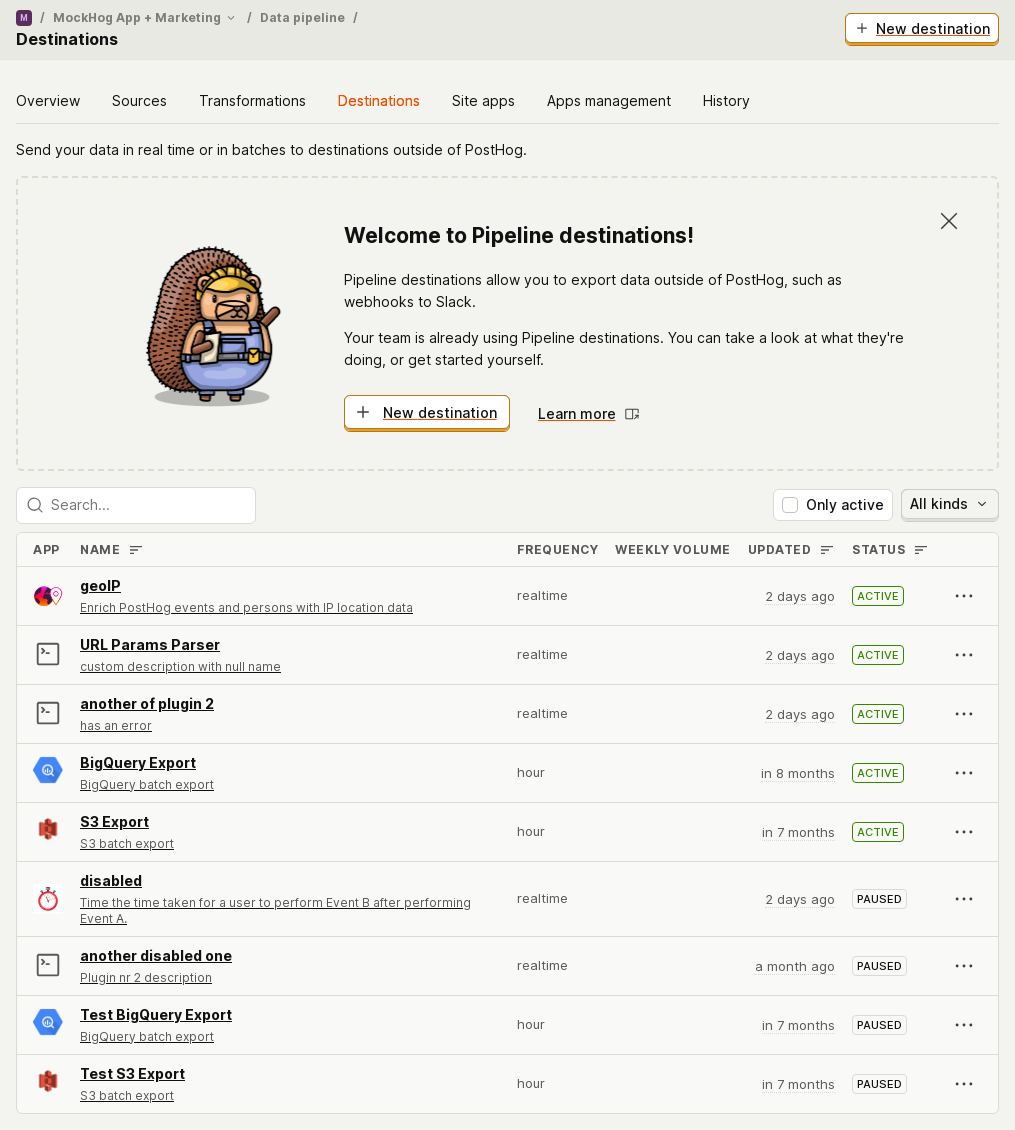 M / MockHog App + Marketing / Data pipeline /
Destinations
New destination
Overview Sources Transformations Destinations Site apps Apps management History
Send your data in real time or in batches to destinations outside of PostHog.
Welcome to Pipeline destinations!
Pipeline destinations allow you to export data outside of PostHog, such as
webhooks to Slack.
Your team is already using Pipeline destinations. You can take a look at what they're
doing, or get started yourself.
New destination Learn more
Search... Only active All kinds
APP NAME FREQUENCY WEEKLY VOLUME UPDATED STATUS
geoIP
Enrich PostHog events and persons with IP location data
realtime 2 days ago ACTIVE
URL Params Parser
custom description with null name
realtime 2 days ago ACTIVE
another of plugin 2
has an error
realtime 2 days ago ACTIVE
BigQuery Export
BigQuery batch export
hour in 8 months ACTIVE
S3 Export
S3 batch export
hour in 7 months ACTIVE
disabled
Time the time taken for a user to perform Event B after performing
Event A.
realtime 2 days ago PAUSED
another disabled one
Plugin nr 2 description
realtime a month ago PAUSED
Test BigQuery Export
BigQuery batch export
hour in 7 months PAUSED
Test S3 Export
S3 batch export
hour in 7 months PAUSED